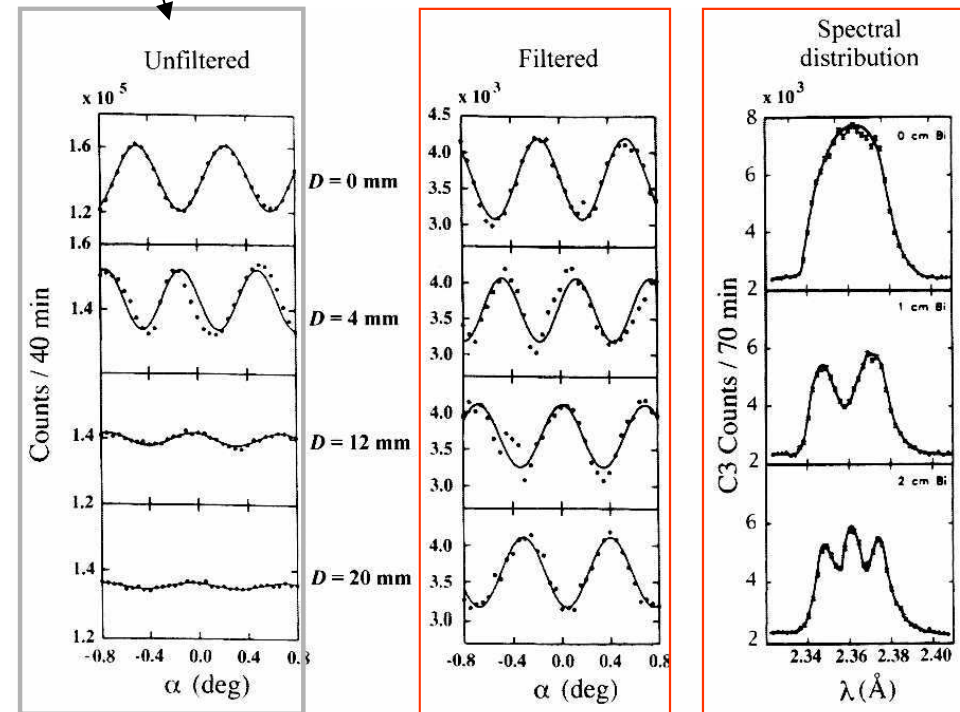 Unfiltered
x 10 5
1.6
1.2
1.6
1.4
1.4
1.2
1.4
1.2
-0.8 -0.4 0.0 0.4 0.8
α (deg)
Counts / 40 min
D = 0 mm
D = 4 mm
D = 12 mm
D = 20 mm
Filtered
x 10 3
4.5
4.0
3.5
3.0
4.0
3.5
3.0
4.0
3.0
4.0
3.0
-0.8 -0.4 0.0 0.4 0.8
α (deg)
Spectral
distribution
x 10 3
8
6
4
2
6
4
2
6
4
2
0 cm Bi
1 cm Bi
2 cm Bi
C3 Counts / 70 min
2.34 2.36 2.38 2.40
λ (Å)